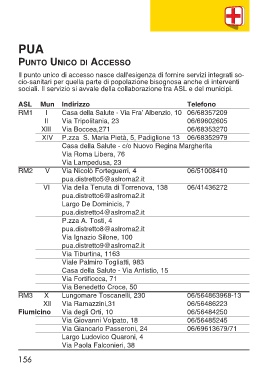 PUA
PUNTO UNICO DI ACCESSO
Il punto unico di accesso nasce dall'esigenza di fornire servizi integrati so-
cio-sanitari per quella parte di popolazione bisognosa anche di interventi
sociali. Il servizio si avvale della collaborazione tra ASL e del municipi.
ASL Mun Indirizzo Telefono
RM1 I Casa della Salute - Via Fra' Albenzio, 10 06/68357209
II Via Tripolitania, 23 06/69602605
XIII Via Boccea,271 06/68353270
XIV P.zza S. Maria Pietà, 5, Padiglione 13 06/68352979
Casa della Salute - c/o Nuovo Regina Margherita
Via Roma Libera, 76
Via Lampedusa, 23
RM2 V Via Nicolò Forteguerri, 4 06/51008410
pua.distretto5@aslroma2.it
VI Via della Tenuta di Torrenova, 138 06/41436272
pua.distretto6@aslroma2.it
Largo De Dominicis, 7
pua.distretto4@aslroma2.it
P.zza A. Tosti, 4
pua.distretto8@aslroma2.it
Via Ignazio Silone, 100
pua.distretto9@aslroma2.it
Via Tiburtina, 1163
Viale Palmiro Togliatti, 983
Casa della Salute - Via Antistio, 15
Via Fortifiocca, 71
Via Benedetto Croce, 50
RM3 X Lungomare Toscanelli, 230 06/564863968-13
XII Via Ramazzini,31 06/56486223
Fiumicino Via degli Orti, 10 06/56484250
Via Giovanni Volpato, 18 06/56485245
Via Giancarlo Passeroni, 24 06/69613679/71
Largo Ludovico Quaroni, 4
Via Paola Falconieri, 38
156